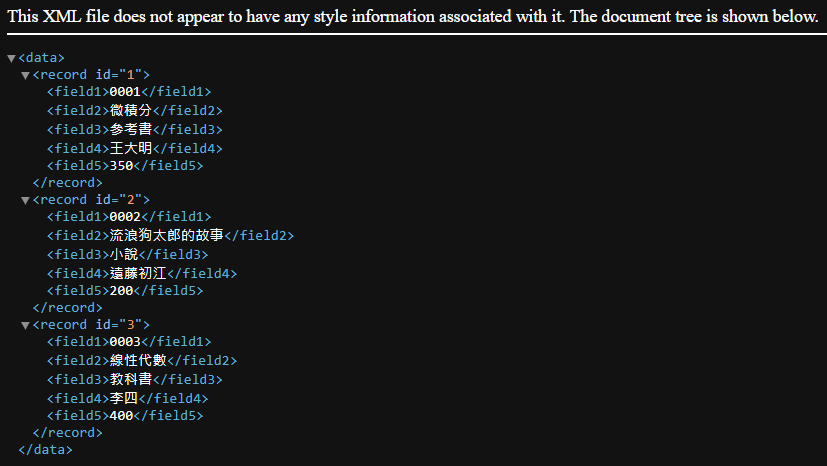 This XML file does not appear to have any style information associated with it. The document tree is shown below.
▼<data>
▼<record id="1">
<field1>0001</field1>
<field2>微積分</field2>
<field3>參考書</field3>
<field4>王大明</field4>
<field5>350</field5>
</record>
▼<record id="2">
<field1>0002</field1>
<field2>流浪狗太郎的故事</field2>
<field3>小說</field3>
<field4>遠藤初江</field4>
<field5>200</field5>
</record>
▼<record id="3">
<field1>0003</field1>
<field2>線性代數</field2>
<field3>教科書</field3>
<field4>李四</field4>
<field5>400</field5>
</record>
</data>